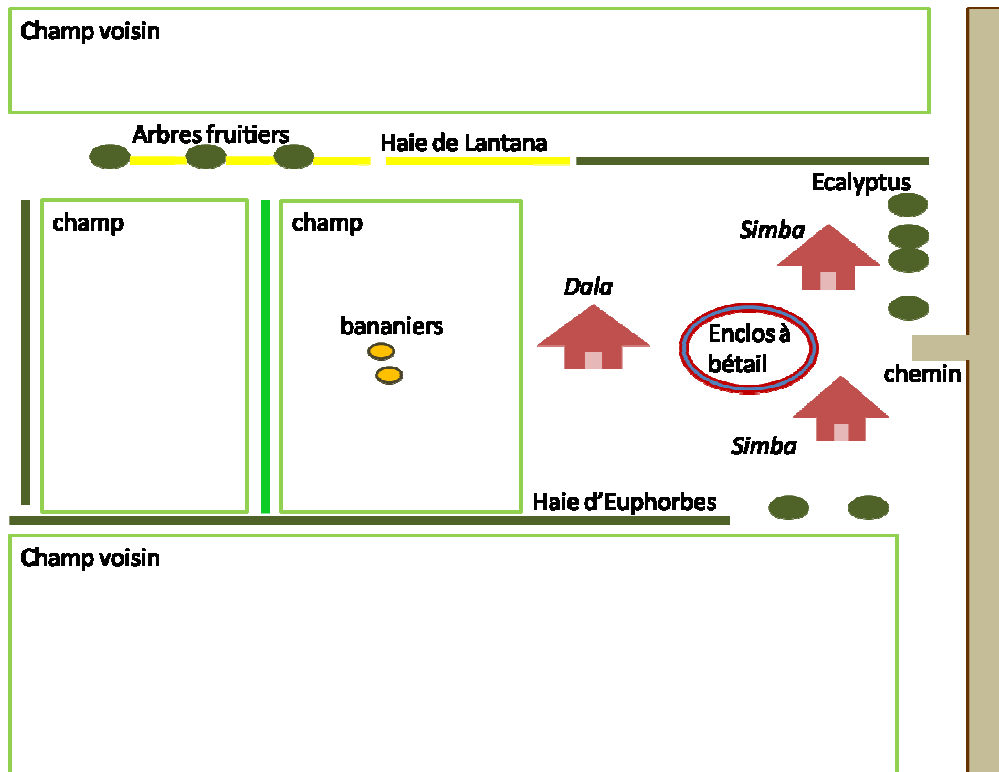 Champ voisin
Arbres fruitiers
Haie de Lantana
Ecalyptus
champ
champ
Simba
Dala
bananiers
Enclos à
bétail
chemin
Simba
Haie d'Euphorbes
Champ voisin